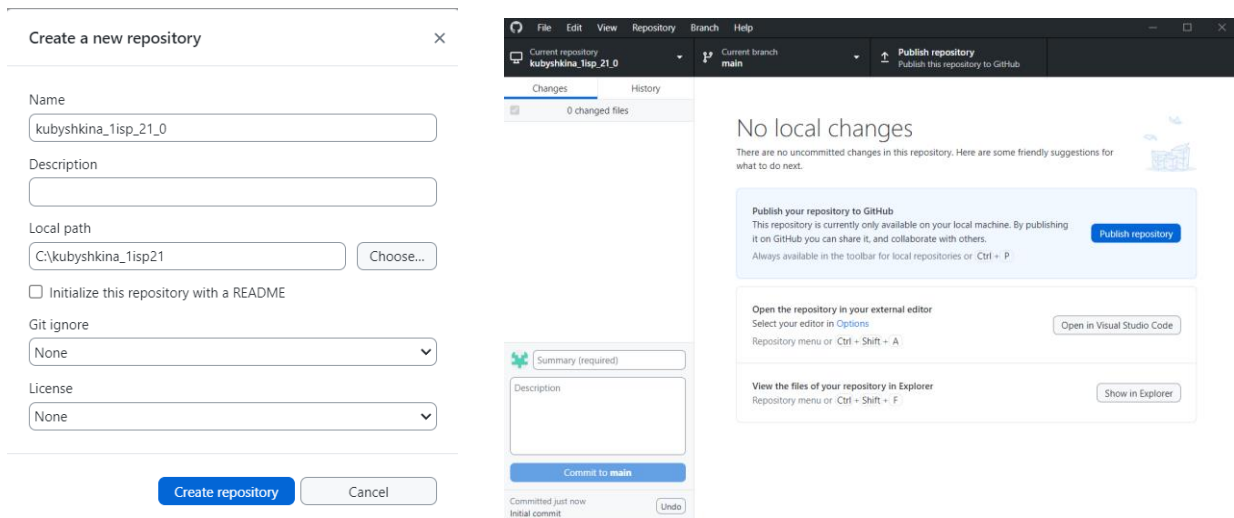 Create a new repository
Name
kubyshkina_1isp_21_0
Description
Local path
C:\kubyshkina_1isp21
Choose...
Initialize this repository with a README
Git ignore
None
License
None
Create repository
Cancel
File Edit View Repository Branch Help
Current repository
kubyshkina_1isp_21_0
Current branch
main
Publish repository
Publish this repository to GitHub
Changes History
0 changed files
No local changes
There are no uncommitted changes in this repository. Here are some friendly suggestions for
what to do next.
Publish your repository to GitHub
This repository is currently only available on your local machine. By publishing
it on GitHub you can share it, and collaborate with others.
Always available in the toolbar for local repositories or Ctrl + P
Publish repository
Open the repository in your external editor
Select your editor in Options
Repository menu or Ctrl + Shift + A
Open in Visual Studio Code
View the files of your repository in Explorer
Repository menu or Ctrl + Shift + F
Show in Explorer
Summary (required)
Description
Commit to main
Committed just now
Initial commit
Undo